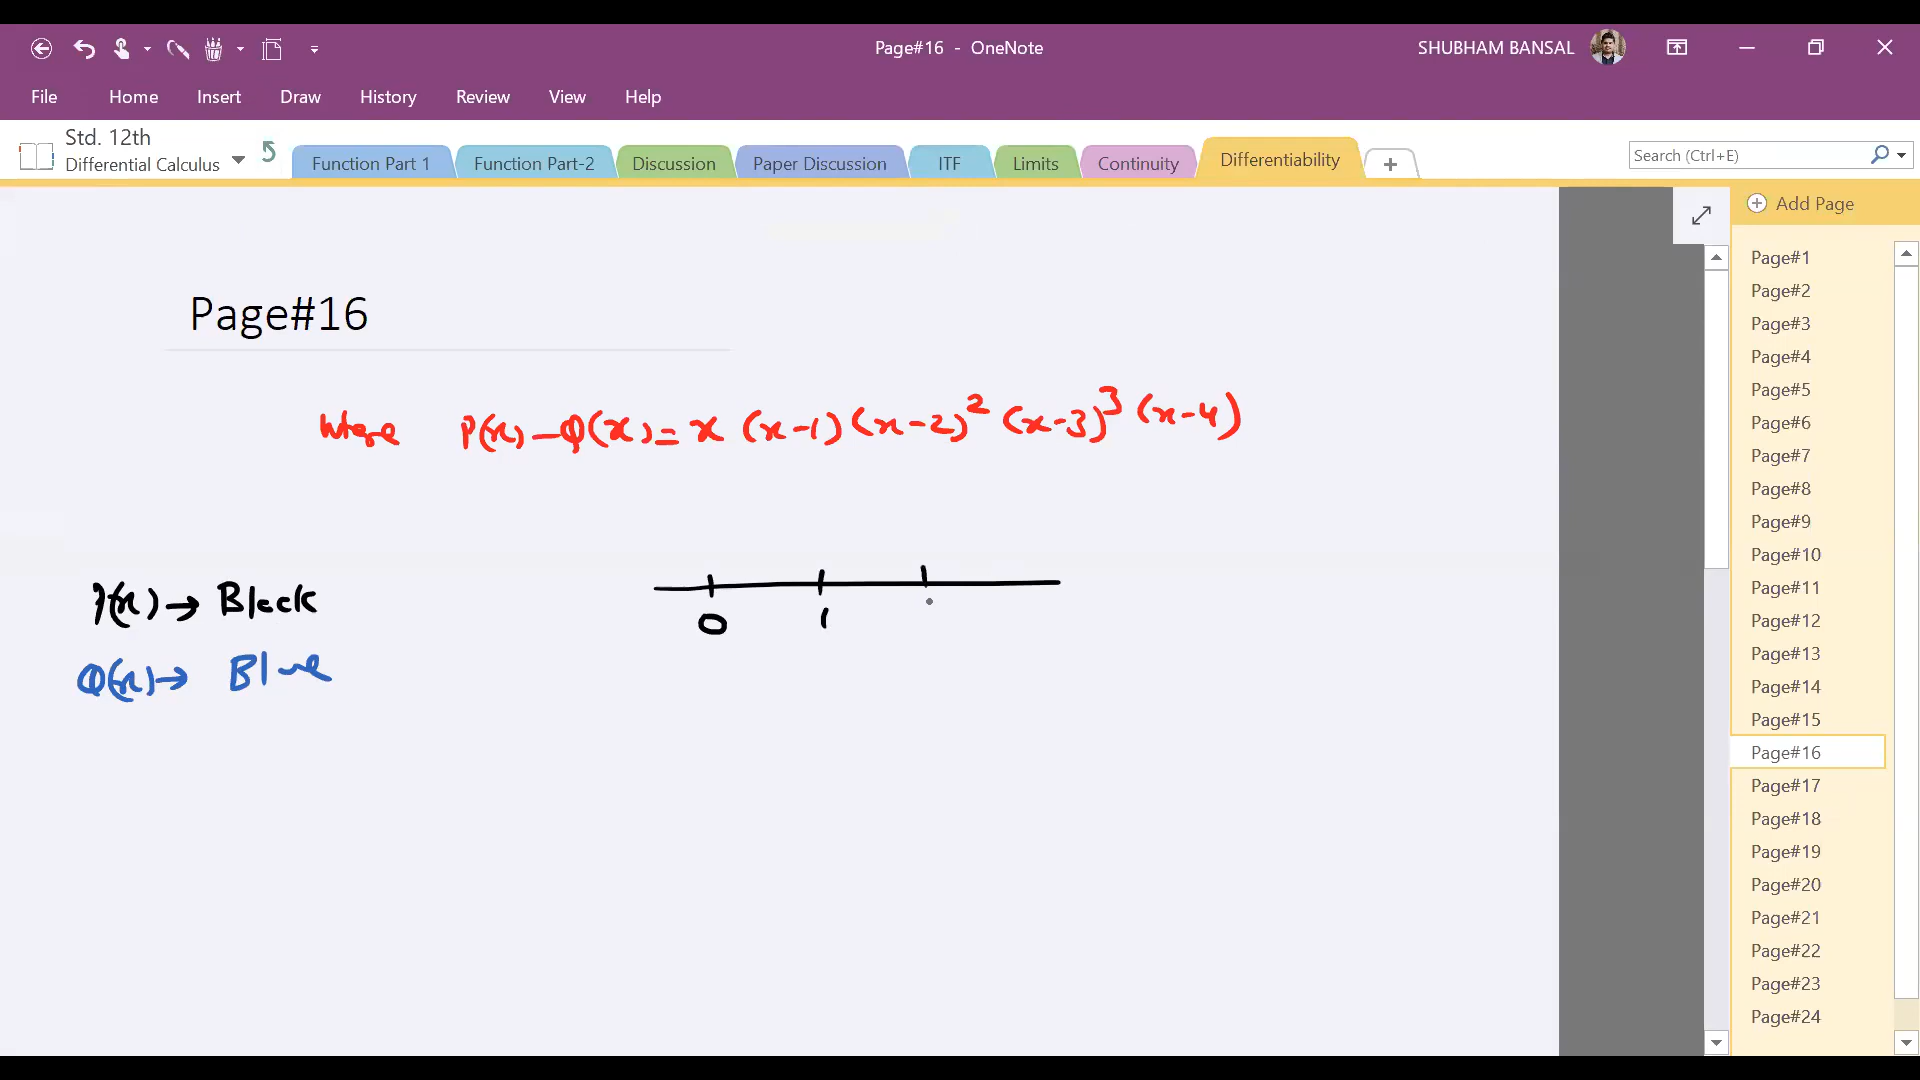 Page#16 - OneNote
SHUBHAM BANSAL
File Home Insert Draw History Review View Help
Std. 12th
Differential Calculus
Function Part 1 Function Part-2 Discussion Paper Discussion ITF Limits Continuity Differentiability +
Search (Ctrl+E)
Add Page
Page#16
Where P(x) - Q(x) = x (x-1) (x-2)² (x-3)³ (x-4)
P(x) → Black
Q(x) → Blue
0 1
Page#1
Page#2
Page#3
Page#4
Page#5
Page#6
Page#7
Page#8
Page#9
Page#10
Page#11
Page#12
Page#13
Page#14
Page#15
Page#16
Page#17
Page#18
Page#19
Page#20
Page#21
Page#22
Page#23
Page#24